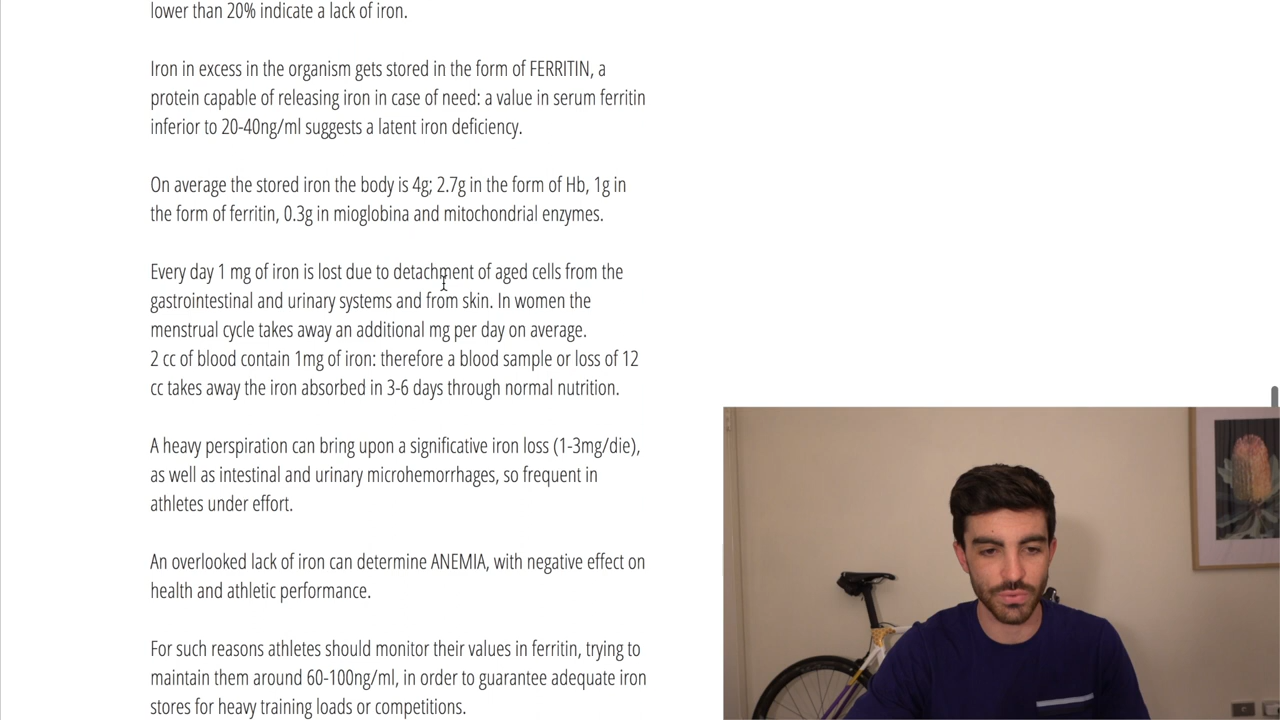 lower than 20% indicate a lack of iron.
Iron in excess in the organism gets stored in the form of FERRITIN, a
protein capable of releasing iron in case of need: a value in serum ferritin
inferior to 20-40ng/ml suggests a latent iron deficiency.
On average the stored iron the body is 4g; 2.7g in the form of Hb, 1g in
the form of ferritin, 0.3g in mioglobina and mitochondrial enzymes.
Every day 1 mg of iron is lost due to detachment of aged cells from the
gastrointestinal and urinary systems and from skin. In women the
menstrual cycle takes away an additional mg per day on average.
2 cc of blood contain 1mg of iron: therefore a blood sample or loss of 12
cc takes away the iron absorbed in 3-6 days through normal nutrition.
A heavy perspiration can bring upon a significative iron loss (1-3mg/die),
as well as intestinal and urinary microhemorrhages, so frequent in
athletes under effort.
An overlooked lack of iron can determine ANEMIA, with negative effect on
health and athletic performance.
For such reasons athletes should monitor their values in ferritin, trying to
maintain them around 60-100ng/ml, in order to guarantee adequate iron
stores for heavy training loads or competitions.